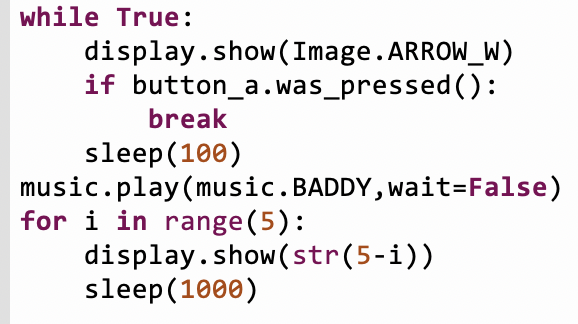 while True:
    display.show(Image.ARROW_W)
    if button_a.was_pressed():
        break
    sleep(100)
music.play(music.BADDY,wait=False)
for i in range(5):
    display.show(str(5-i))
    sleep(1000)